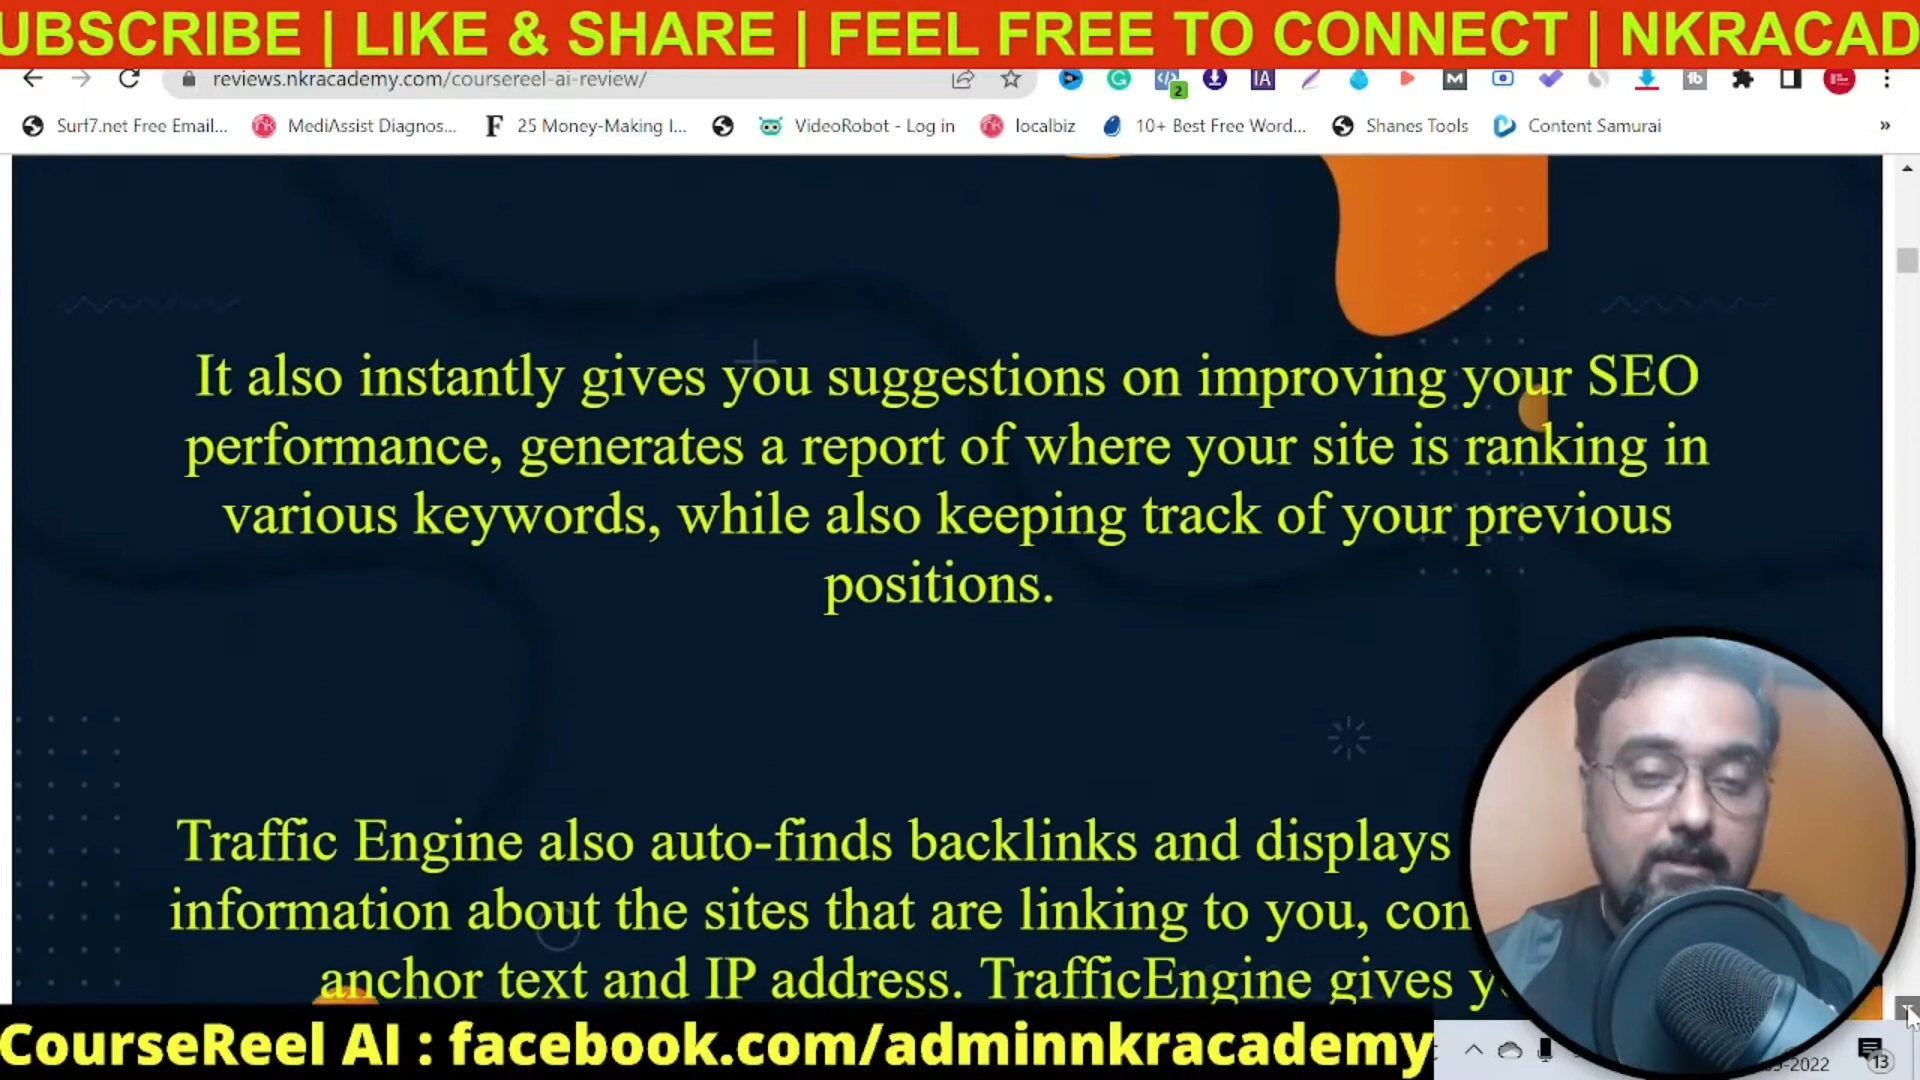 UBSCRIBE | LIKE & SHARE | FEEL FREE TO CONNECT | NKRACAD
reviews.nkracademy.com/coursereel-ai-review/
2
IA
M
Surf7.net Free Email...
MediAssist Diagnos...
25 Money-Making I...
VideoRobot - Log in
localbiz
10+ Best Free Word...
Shanes Tools
Content Samurai
»
It also instantly gives you suggestions on improving your SEO
performance, generates a report of where your site is ranking in
various keywords, while also keeping track of your previous
positions.
Traffic Engine also auto-finds backlinks and displays
information about the sites that are linking to you, con
anchor text and IP address. TrafficEngine gives y
CourseReel AI : facebook.com/adminnkracademy
-2022
13